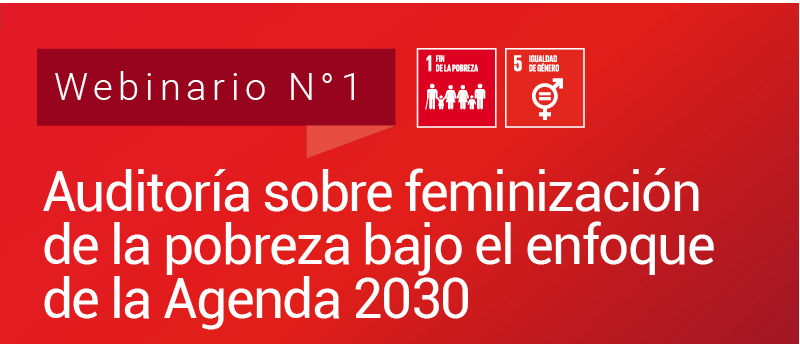 Webinario N°1
1 FIN
DE LA POBREZA
5 IGUALDAD
DE GÉNERO
Auditoría sobre feminización
de la pobreza bajo el enfoque
de la Agenda 2030